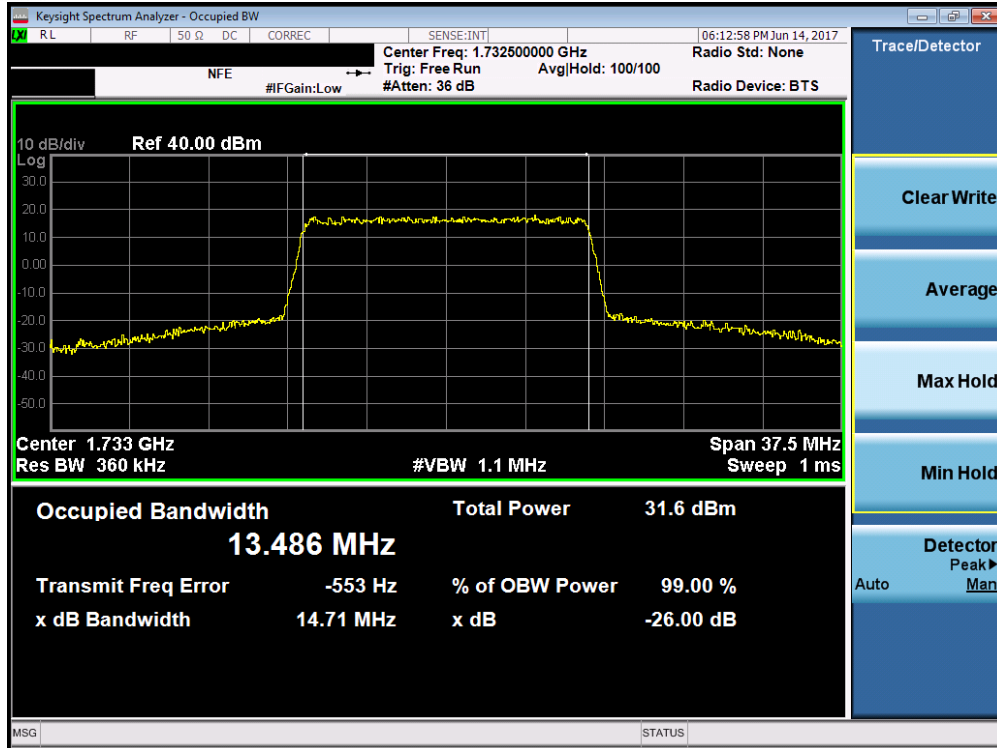 Keysight Spectrum Analyzer - Occupied BW
LXI RL RF 50 Ω DC CORREC SENSE:INT 06:12:58 PM Jun 14, 2017
Center Freq: 1.732500000 GHz Radio Std: None
NFE Trig: Free Run Avg|Hold: 100/100
#IFGain:Low #Atten: 36 dB Radio Device: BTS
Trace/Detector
10 dB/div Ref 40.00 dBm
Log
30.0
20.0
10.0
0.00
-10.0
-20.0
-30.0
-40.0
-50.0
Center 1.733 GHz Span 37.5 MHz
Res BW 360 kHz #VBW 1.1 MHz Sweep 1 ms
Occupied Bandwidth Total Power 31.6 dBm
13.486 MHz
Transmit Freq Error -553 Hz % of OBW Power 99.00 %
x dB Bandwidth 14.71 MHz x dB -26.00 dB
Clear Write
Average
Max Hold
Min Hold
Detector
Peak▶
Auto Man
MSG STATUS